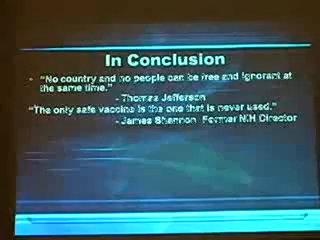 In Conclusion
- "No country and no people can be free and ignorant at
the same time."
- Thomas Jefferson
"The only safe vaccine is the one that is never used."
- James Shannon Former NIH Director